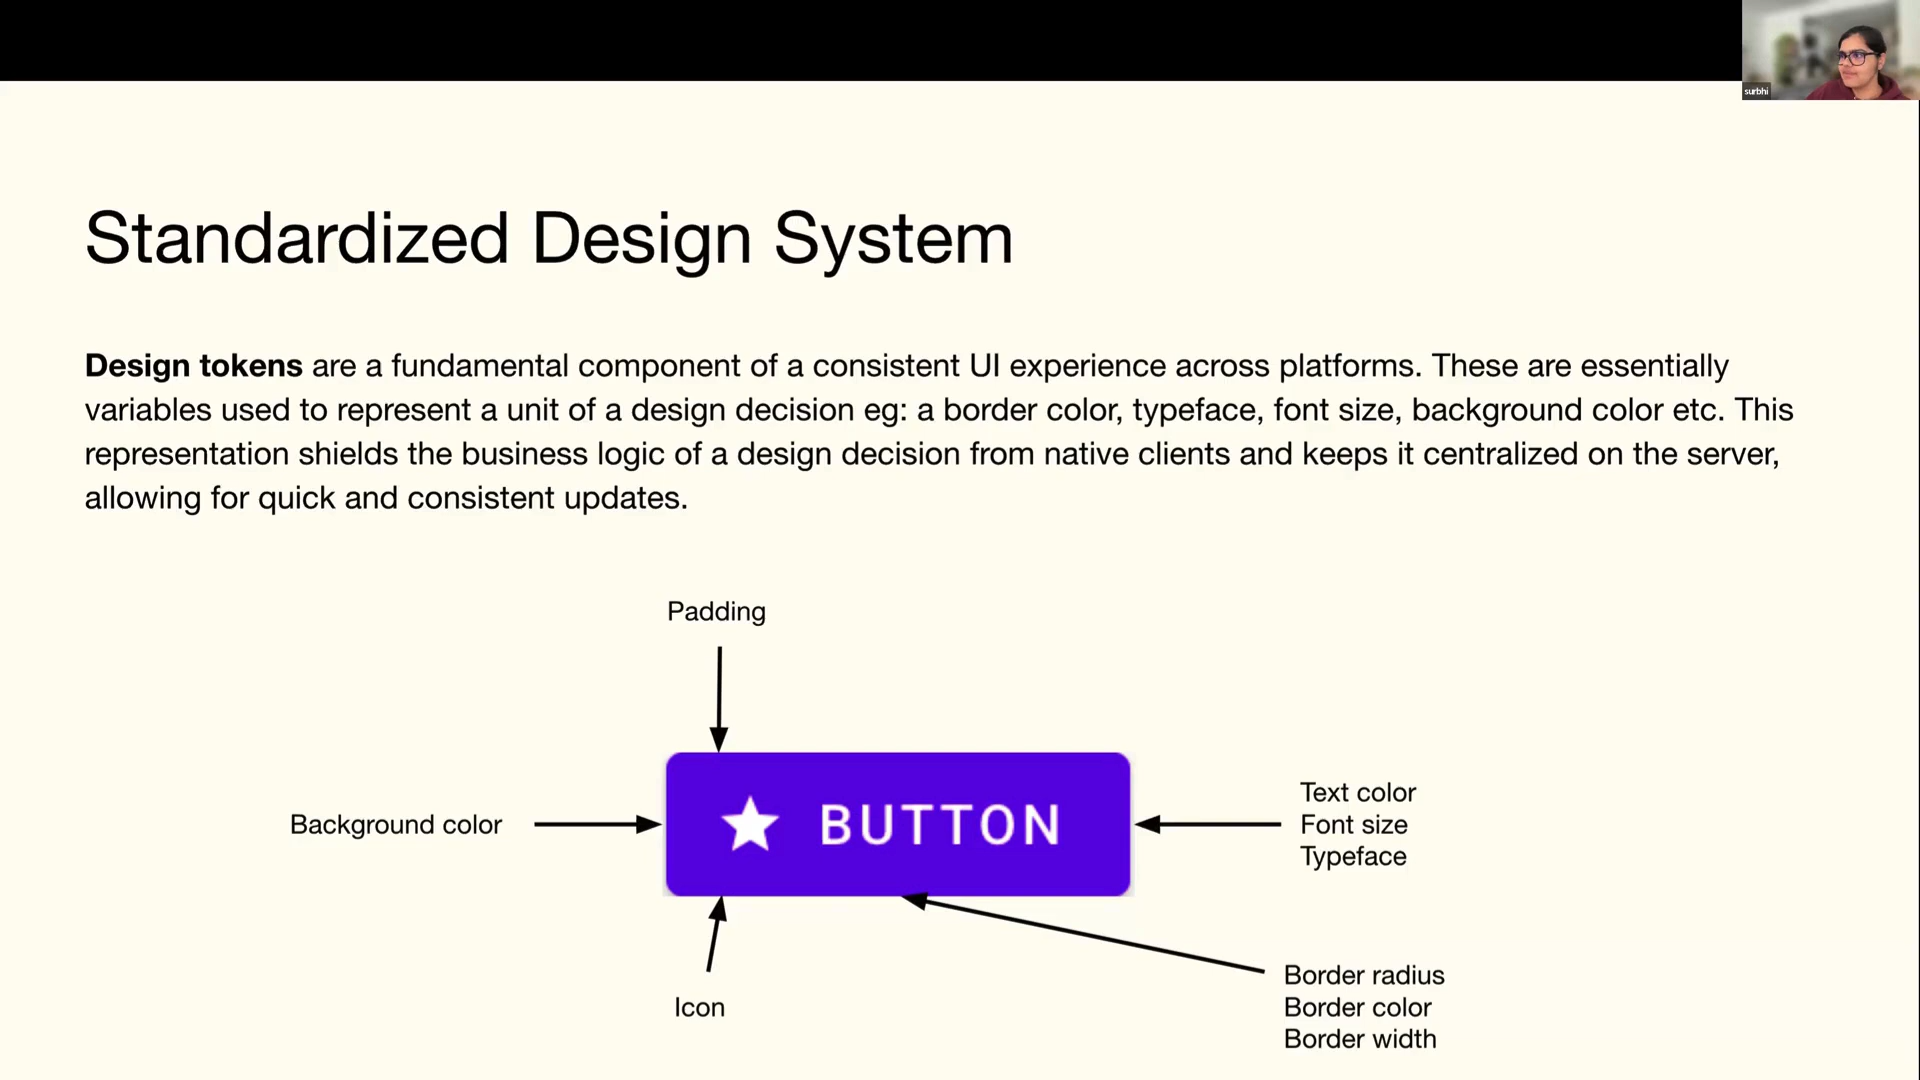 surbhi
Standardized Design System
Design tokens are a fundamental component of a consistent UI experience across platforms. These are essentially
variables used to represent a unit of a design decision eg: a border color, typeface, font size, background color etc. This
representation shields the business logic of a design decision from native clients and keeps it centralized on the server,
allowing for quick and consistent updates.
Padding
Background color
BUTTON
Text color
Font size
Typeface
Icon
Border radius
Border color
Border width